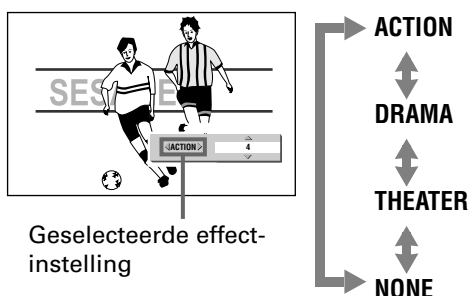 SES
E
ACTION
4
Geselecteerde effect-
instelling
ACTION
DRAMA
THEATER
NONE